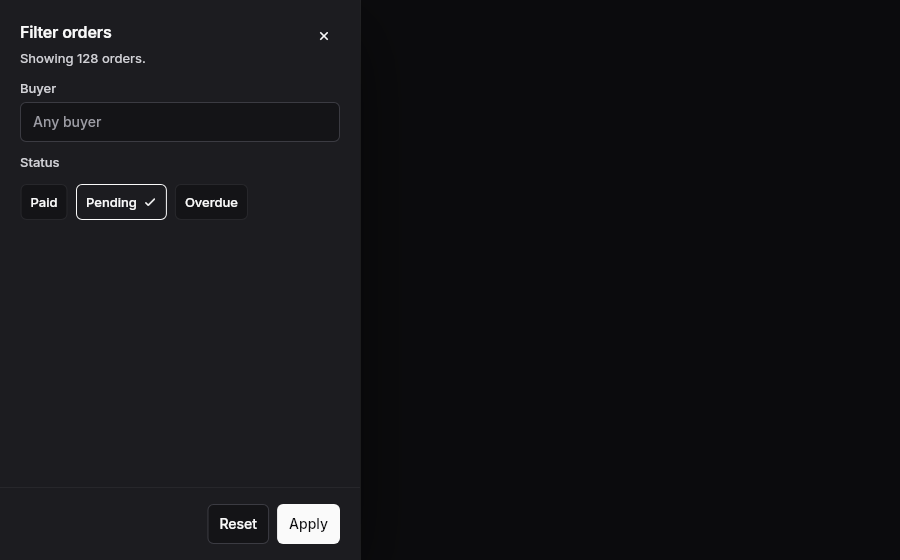 Filter orders
Showing 128 orders.
Buyer
Any buyer
Status
Paid
Pending
Overdue
Reset
Apply